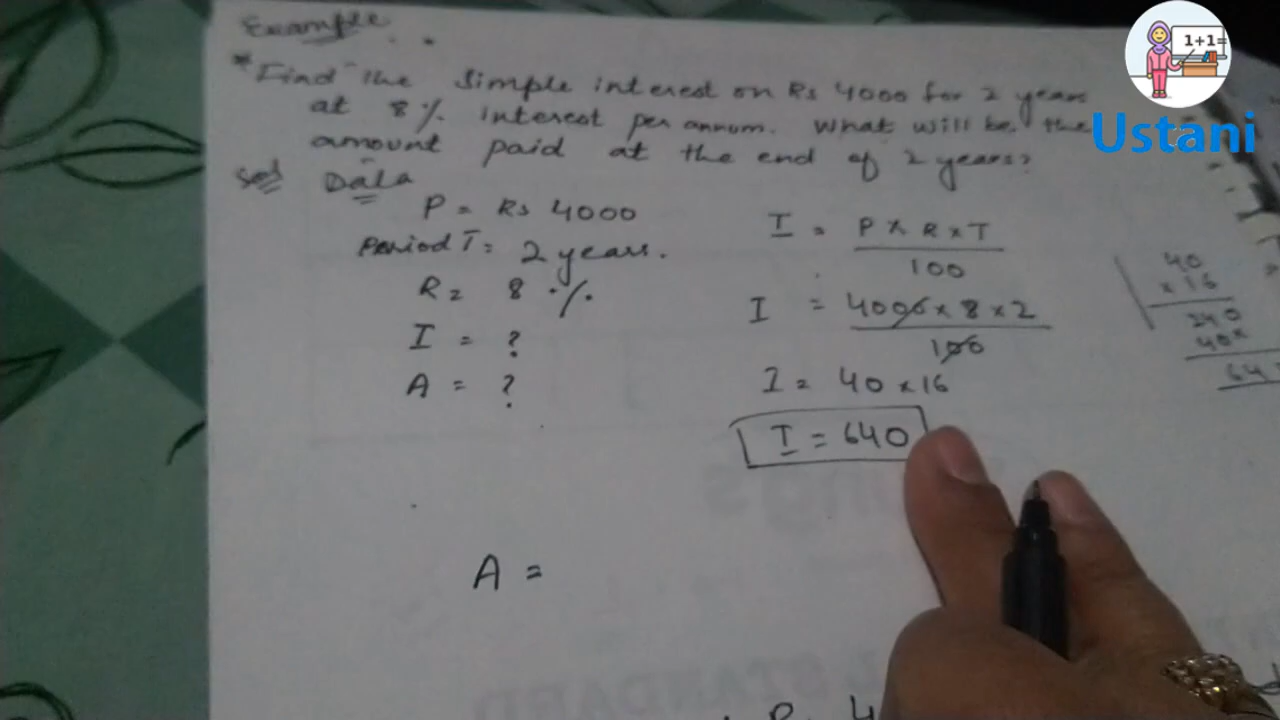 Example
1+1=
* Find the simple interest on Rs 4000 for 2 years
at 8 % interest per annum. What will be the
Ustani
amount paid at the end of 2 years?
Sol Data
P = Rs 4000
Period T = 2 years.
R = 8 %
I = ?
A = ?
I = P × R × T
100
I = 4000 × 8 × 2
100
I = 40 × 16
I = 640
40
× 16
240
40×
64
A =